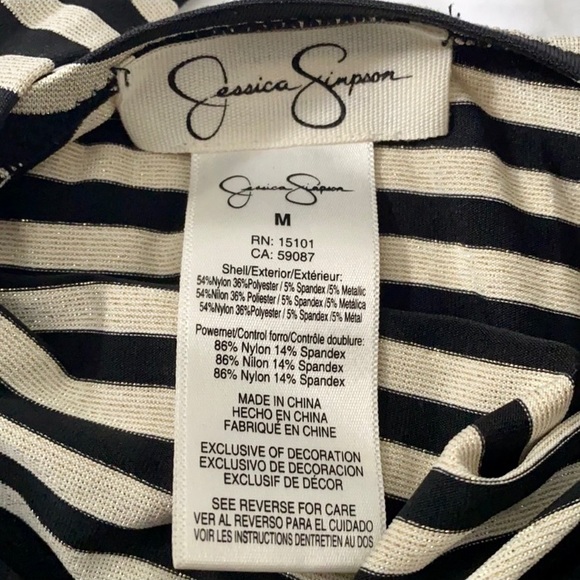 Jessica Simpson
Jessica Simpson
M
RN: 15101
CA: 59087
Shell/Exterior/Extérieur:
54%Nylon 36%Polyester / 5% Spandex /5% Metallic
54%Nilon 36% Poliester / 5% Spandex /5% Metálica
54%Nylon 36%Polyester / 5% Spandex /5% Métal
Powernet/Control forro/Contrôle doublure:
86% Nylon 14% Spandex
86% Nilon 14% Spandex
86% Nylon 14% Spandex
MADE IN CHINA
HECHO EN CHINA
FABRIQUÉ EN CHINE
EXCLUSIVE OF DECORATION
EXCLUSIVO DE DECORACION
EXCLUSIF DE DÉCOR
SEE REVERSE FOR CARE
VER AL REVERSO PARA EL CUIDADO
VOIR LES INSTRUCTIONS DENTRETIEN AU DOS